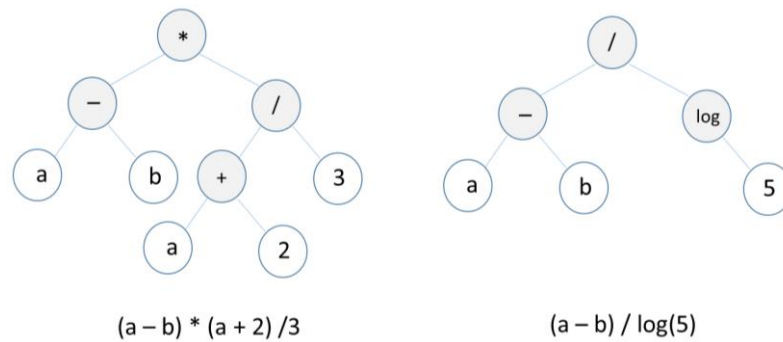 *
/
–
/
–
log
a
b
+
3
a
b
5
a
2
(a – b) * (a + 2) /3
(a – b) / log(5)